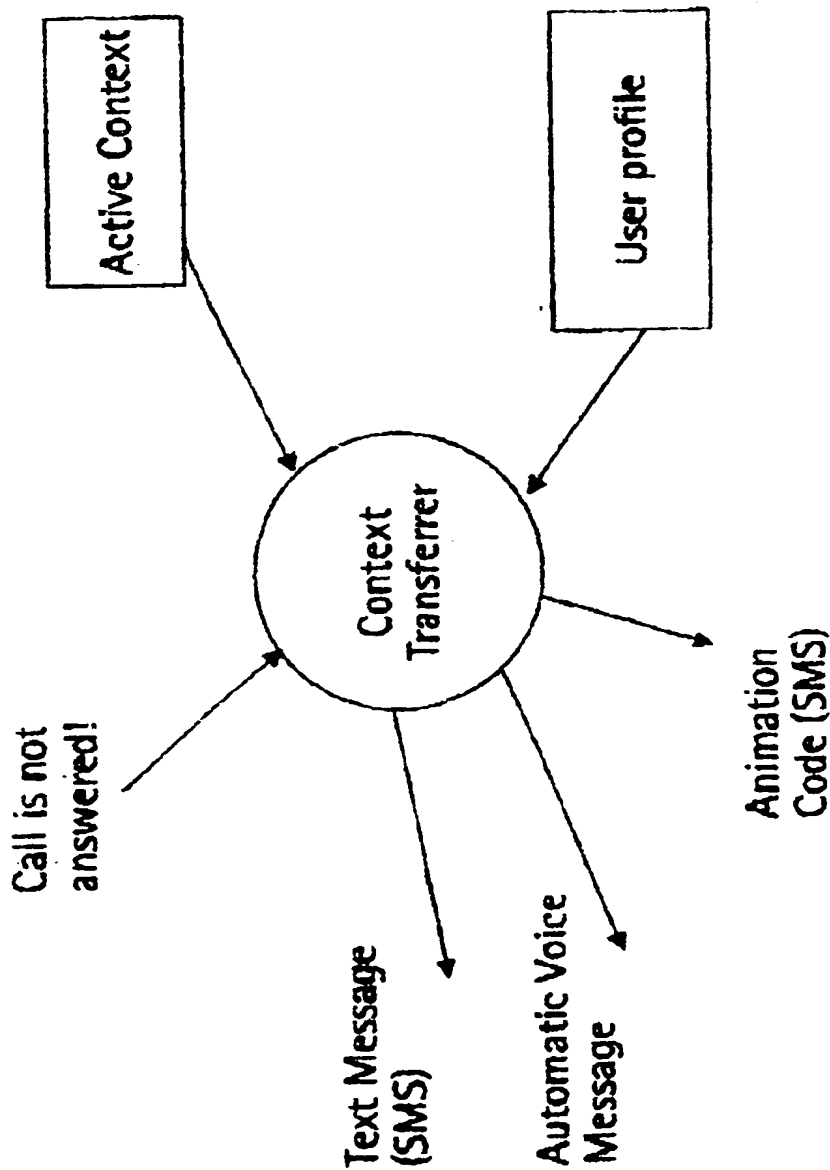 Call is not
answered!
Active Context
Context
Transferrer
Text Message
(SMS)
Automatic Voice
Message
User profile
Animation
Code (SMS)